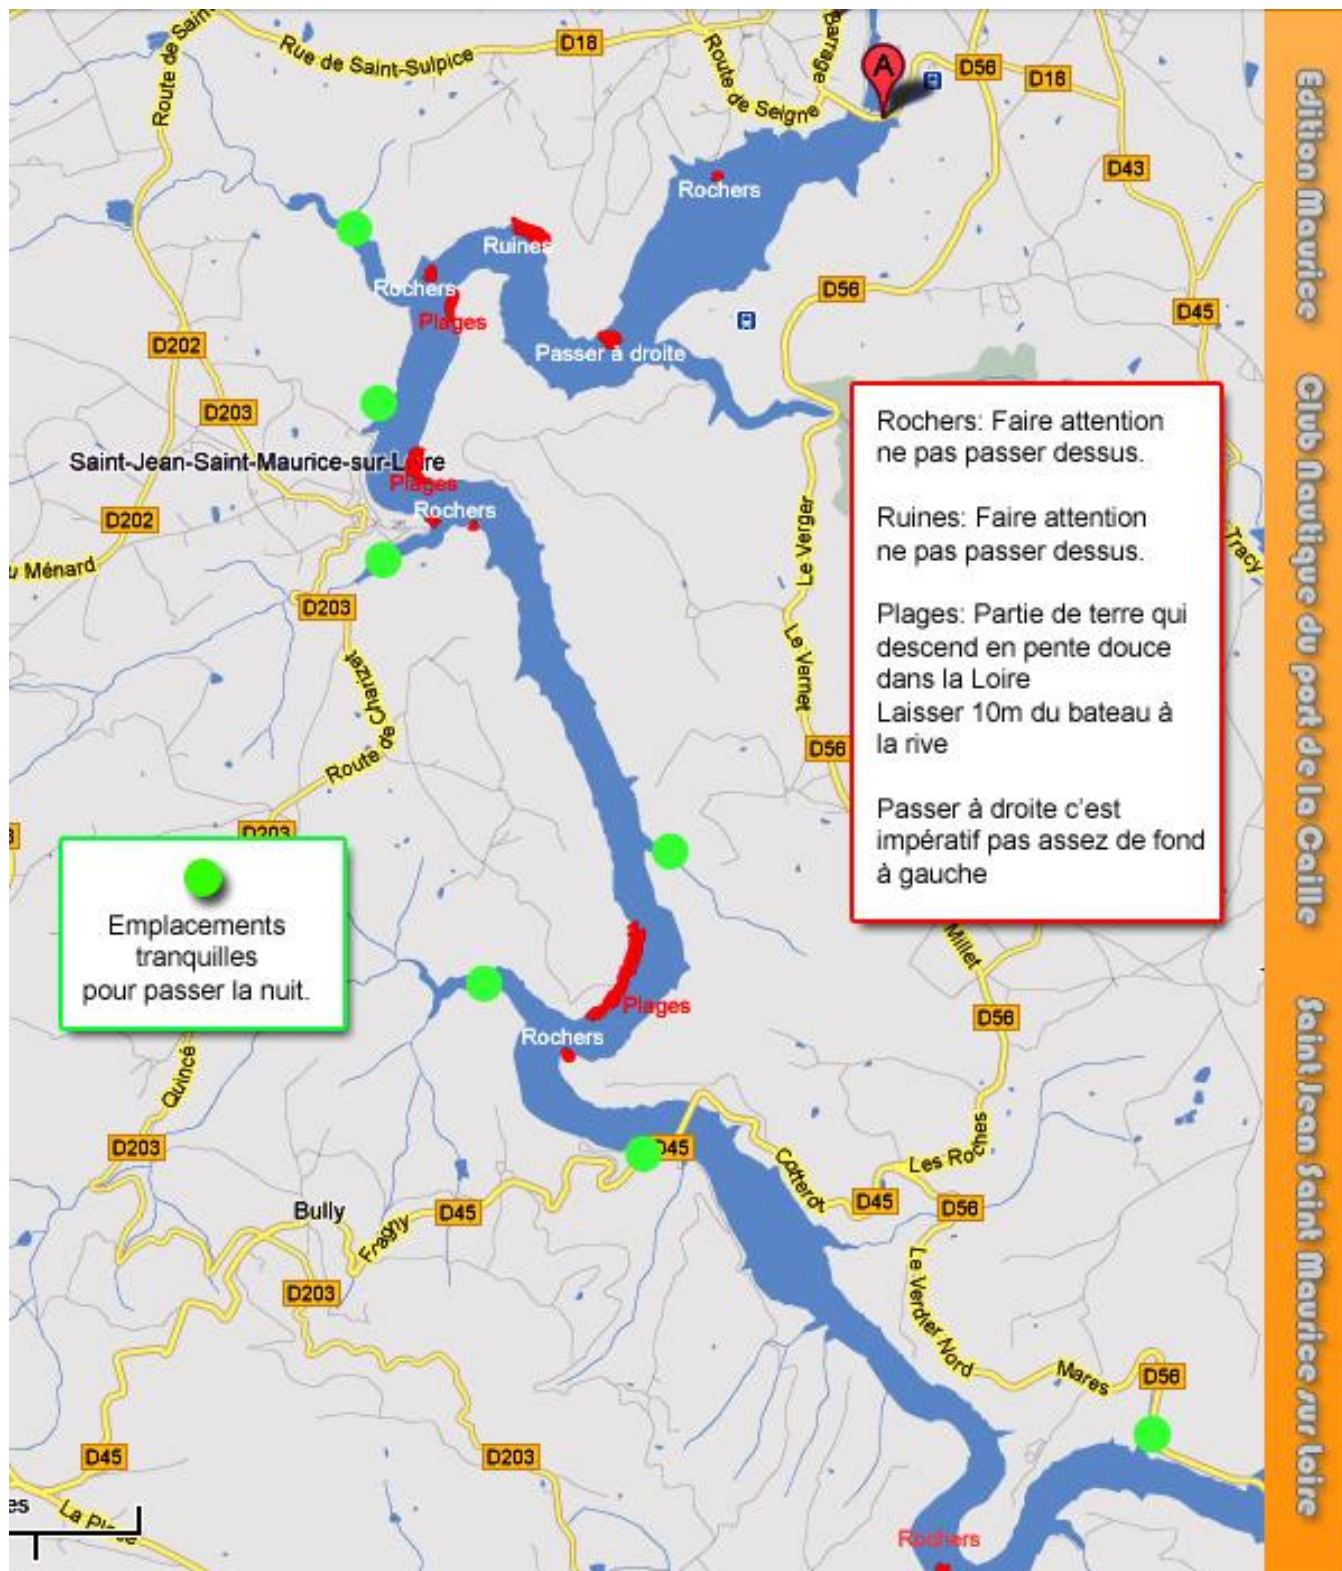 Route de Saint
Rue de Saint-Sulpice
D18
Route de Seigne
Barrage
A
D56
D18
D43
Rochers
Ruines
Rochers
Plages
D56
D45
D202
Passer à droite
D203
Saint-Jean-Saint-Maurice-sur-Loire
Plages
Rochers
D202
Ménard
D203
Le Verger
Le Vernet
Tracy
Route de Charizet
D56
D203
Rochers: Faire attention
ne pas passer dessus.
Ruines: Faire attention
ne pas passer dessus.
Plages: Partie de terre qui
descend en pente douce
dans la Loire
Laisser 10m du bateau à
la rive
Passer à droite c'est
impératif pas assez de fond
à gauche
Emplacements
tranquilles
pour passer la nuit.
Millet
D56
Plages
Rochers
Quincé
D203
D45
Les Roches
Cotterot
D45
D56
Bully
Fragny
D45
D203
Le Verdier Nord
Mares
D56
D45
D203
es
Rochers
Edition Maurice
Club Nautique du port de la Caille
Saint Jean Saint Maurice sur Loire